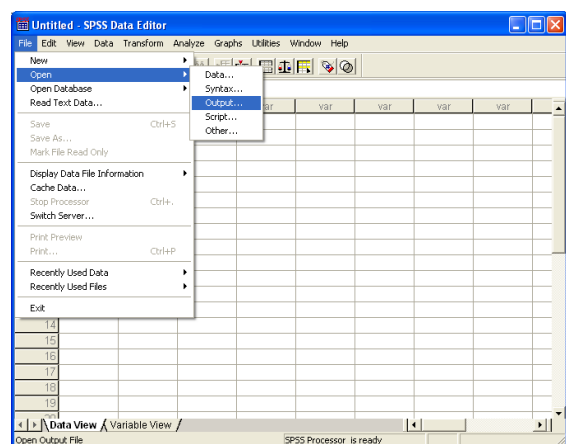 Untitled - SPSS Data Editor
File Edit View Data Transform Analyze Graphs Utilities Window Help
New
Open
Open Database
Read Text Data...
Save Ctrl+S
Save As...
Mark File Read Only
Display Data File Information
Cache Data...
Stop Processor Ctrl+.
Switch Server...
Print Preview
Print... Ctrl+P
Recently Used Data
Recently Used Files
Exit
Data...
Syntax...
Output...
Script...
Other...
var var var var
14
15
16
17
18
19
Data View Variable View
Open Output File SPSS Processor is ready